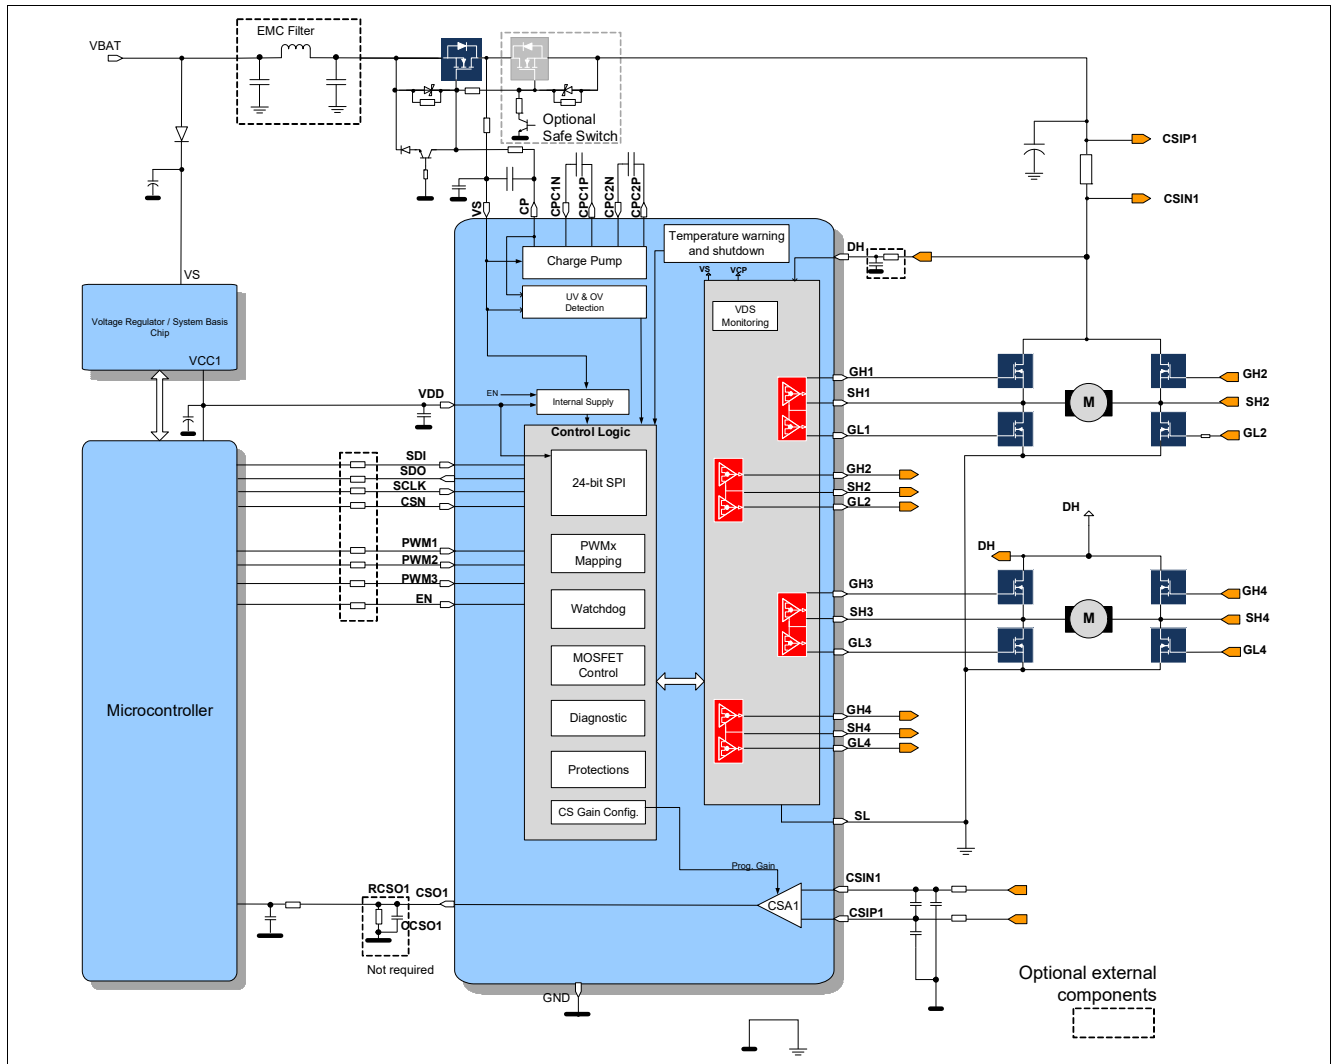 EMC Filter
VBAT
Optional
Safe Switch
CSIP1
CSIN1
VS
CP
CPC1N
CPC1P
CPC2N
CPC2P
Temperature warning
and shutdown
DH
Charge Pump
VS
VCP
VS
UV & OV
Detection
VDS
Monitoring
Voltage Regulator / System Basis
Chip
VCC1
GH1
GH2
VDD
EN
Internal Supply
SH1
M
SH2
Control Logic
GL1
GL2
SDI
SDO
SCLK
CSN
24-bit SPI
GH2
SH2
GL2
DH
PWM1
PWM2
PWM3
EN
PWMx
Mapping
DH
Watchdog
GH3
GH4
SH3
M
SH4
MOSFET
Control
GL3
GL4
Microcontroller
Diagnostic
GH4
SH4
GL4
Protections
CS Gain Config.
SL
Prog. Gain
RCSO1
CSO1
CSIN1
CSA1
CSIP1
CCSO1
Not required
GND
Optional external
components